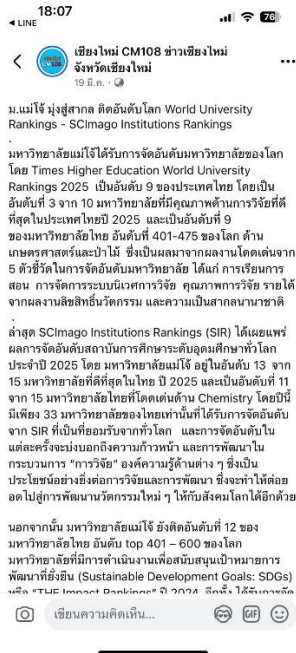 18:07
76
◀ LINE
เชียงใหม่ CM108 ข่าวเชียงใหม่
จังหวัดเชียงใหม่
19 มี.ค. ·
ม.แม่โจ้ มุ่งสู่สากล ติดอันดับโลก World University
Rankings - SCImago Institutions Rankings
.
มหาวิทยาลัยแม่โจ้ได้รับการจัดอันดับมหาวิทยาลัยของโลก
โดย Times Higher Education World University
Rankings 2025 เป็นอันดับ 9 ของประเทศไทย โดยเป็น
อันดับที่ 3 จาก 10 มหาวิทยาลัยที่มีคุณภาพด้านการวิจัยที่ดี
ที่สุดในประเทศไทยปี 2025 และเป็นอันดับที่ 9
ของมหาวิทยาลัยไทย อันดับที่ 401-475 ของโลก ด้าน
เกษตรศาสตร์และป่าไม้ ซึ่งเป็นผลมาจากผลงานโดดเด่นจาก
5 ตัวชี้วัดในการจัดอันดับมหาวิทยาลัย ได้แก่ การเรียนการ
สอน การจัดการระบบนิเวศการวิจัย คุณภาพการวิจัย รายได้
จากผลงานลิขสิทธิ์นวัตกรรม และความเป็นสากลนานาชาติ
.
ล่าสุด SCImago Institutions Rankings (SIR) ได้เผยแพร่
ผลการจัดอันดับสถาบันการศึกษาระดับอุดมศึกษาทั่วโลก
ประจำปี 2025 โดย มหาวิทยาลัยแม่โจ้ อยู่ในอันดับ 13 จาก
15 มหาวิทยาลัยที่ดีที่สุดในไทย ปี 2025 และเป็นอันดับที่ 11
จาก 15 มหาวิทยาลัยไทยที่โดดเด่นด้าน Chemistry โดยปีนี้
มีเพียง 33 มหาวิทยาลัยของไทยเท่านั้นที่ได้รับการจัดอันดับ
จาก SIR ที่เป็นที่ยอมรับจากทั่วโลก และการจัดอันดับใน
แต่ละครั้งจะบ่งบอกถึงความก้าวหน้า และการพัฒนาใน
กระบวนการ “การวิจัย” องค์ความรู้ด้านต่าง ๆ ซึ่งเป็น
ประโยชน์อย่างยิ่งต่อการวิจัยและการพัฒนา ซึ่งจะทำให้ต่อย
อดไปสู่การพัฒนานวัตกรรมใหม่ ๆ ให้กับสังคมโลกได้อีกด้วย
นอกจากนั้น มหาวิทยาลัยแม่โจ้ ยังติดอันดับที่ 12 ของ
มหาวิทยาลัยไทย อันดับ top 401 – 600 ของโลก
มหาวิทยาลัยที่มีการดำเนินงานเพื่อสนับสนุนเป้าหมายการ
พัฒนาที่ยั่งยืน (Sustainable Development Goals: SDGs)
หรือ “THE Impact Rankings” ปี 2024 อีกทั้ง ได้รับการจัด
เขียนความคิดเห็น...
GIF